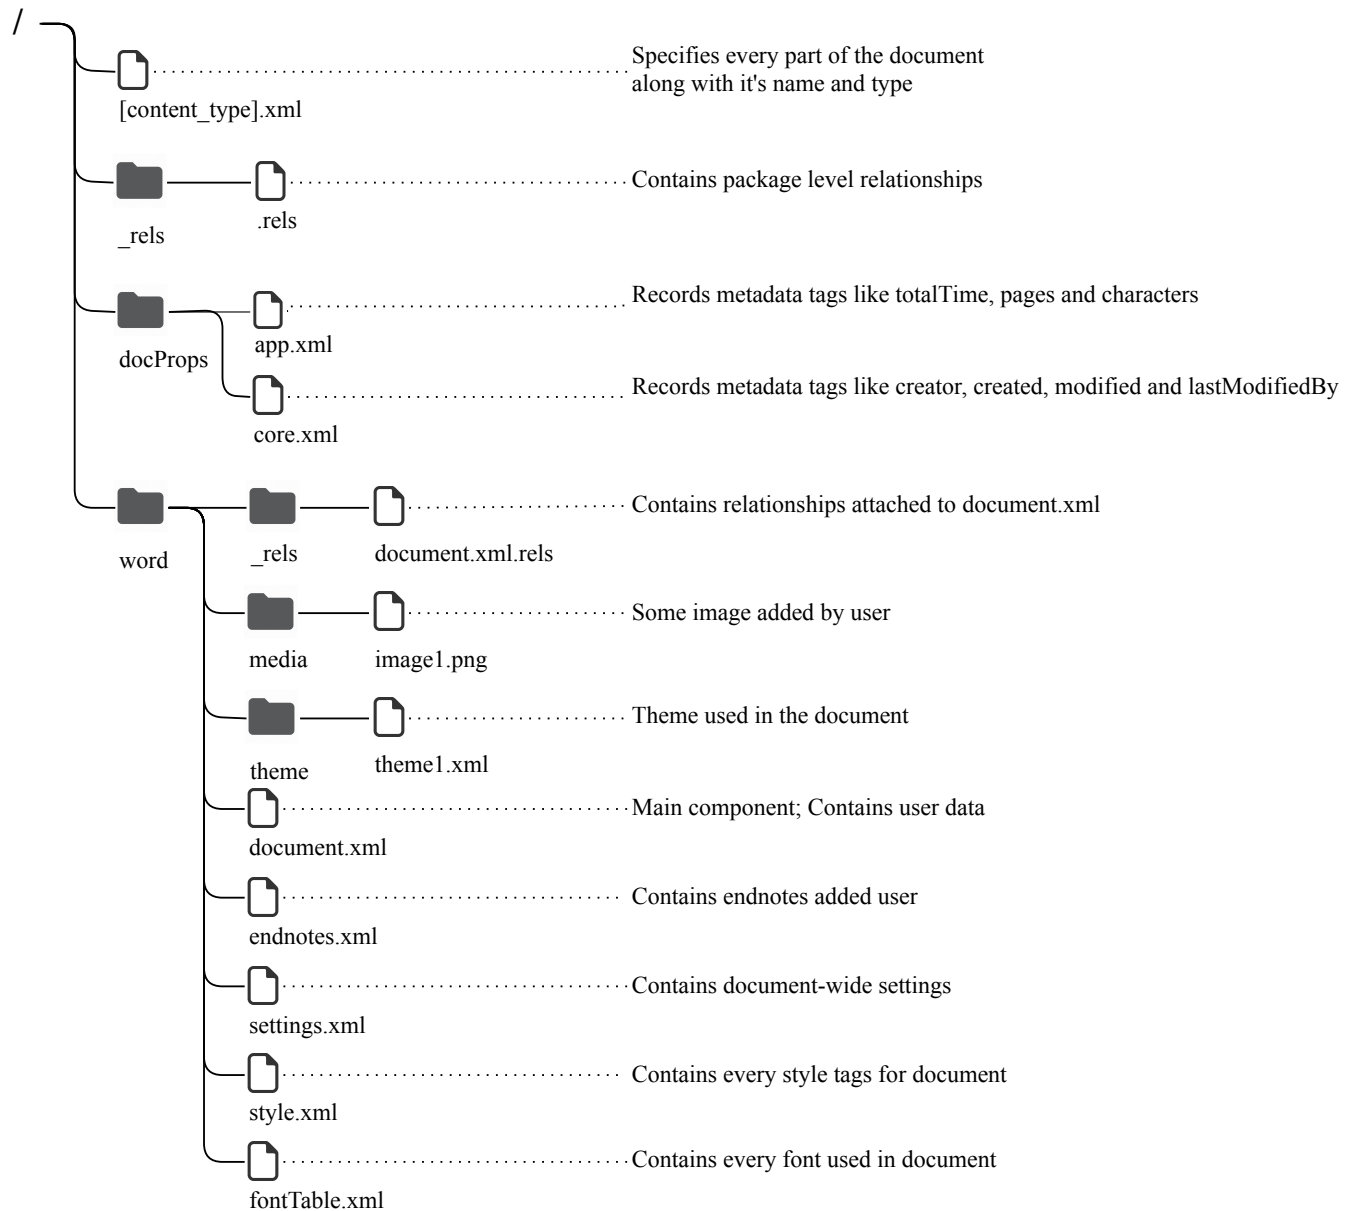 /
Specifies every part of the document
along with it's name and type
[content_type].xml
Contains package level relationships
.rels
_rels
Records metadata tags like totalTime, pages and characters
app.xml
docProps
Records metadata tags like creator, created, modified and lastModifiedBy
core.xml
Contains relationships attached to document.xml
word
_rels
document.xml.rels
Some image added by user
media
image1.png
Theme used in the document
theme
theme1.xml
Main component; Contains user data
document.xml
Contains endnotes added user
endnotes.xml
Contains document-wide settings
settings.xml
Contains every style tags for document
style.xml
Contains every font used in document
fontTable.xml